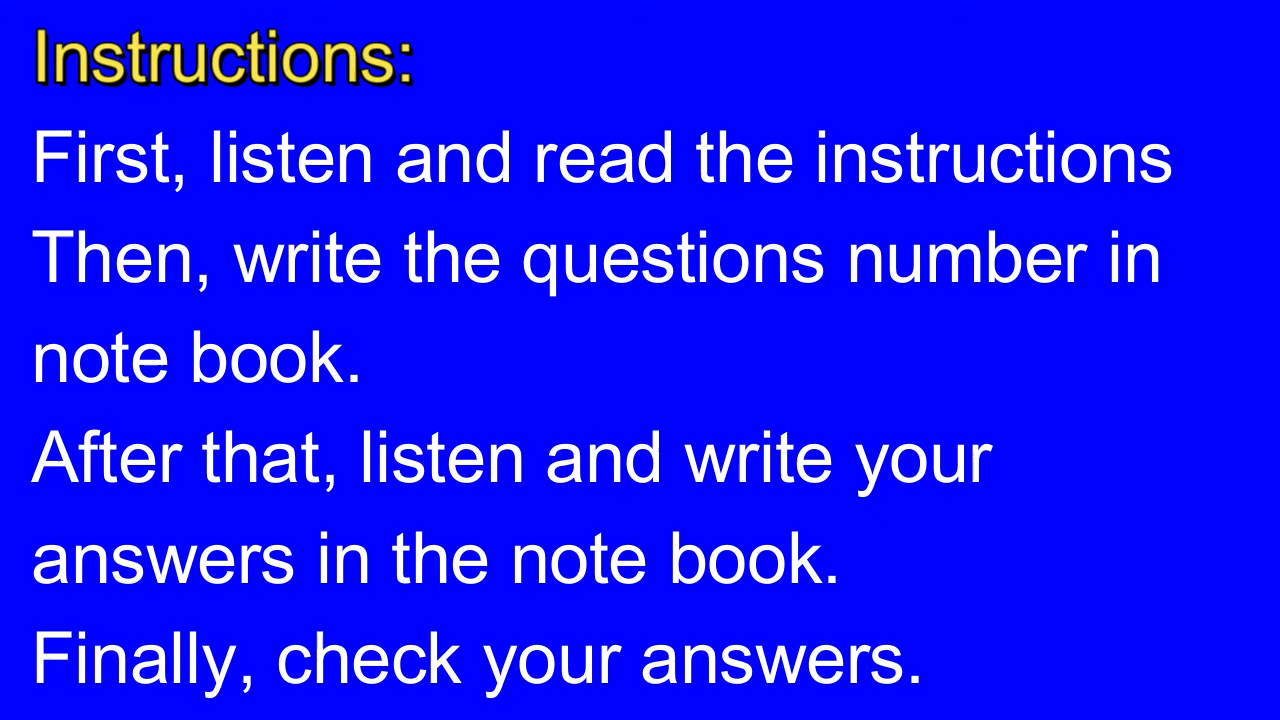 Instructions:
First, listen and read the instructions
Then, write the questions number in
note book.
After that, listen and write your
answers in the note book.
Finally, check your answers.